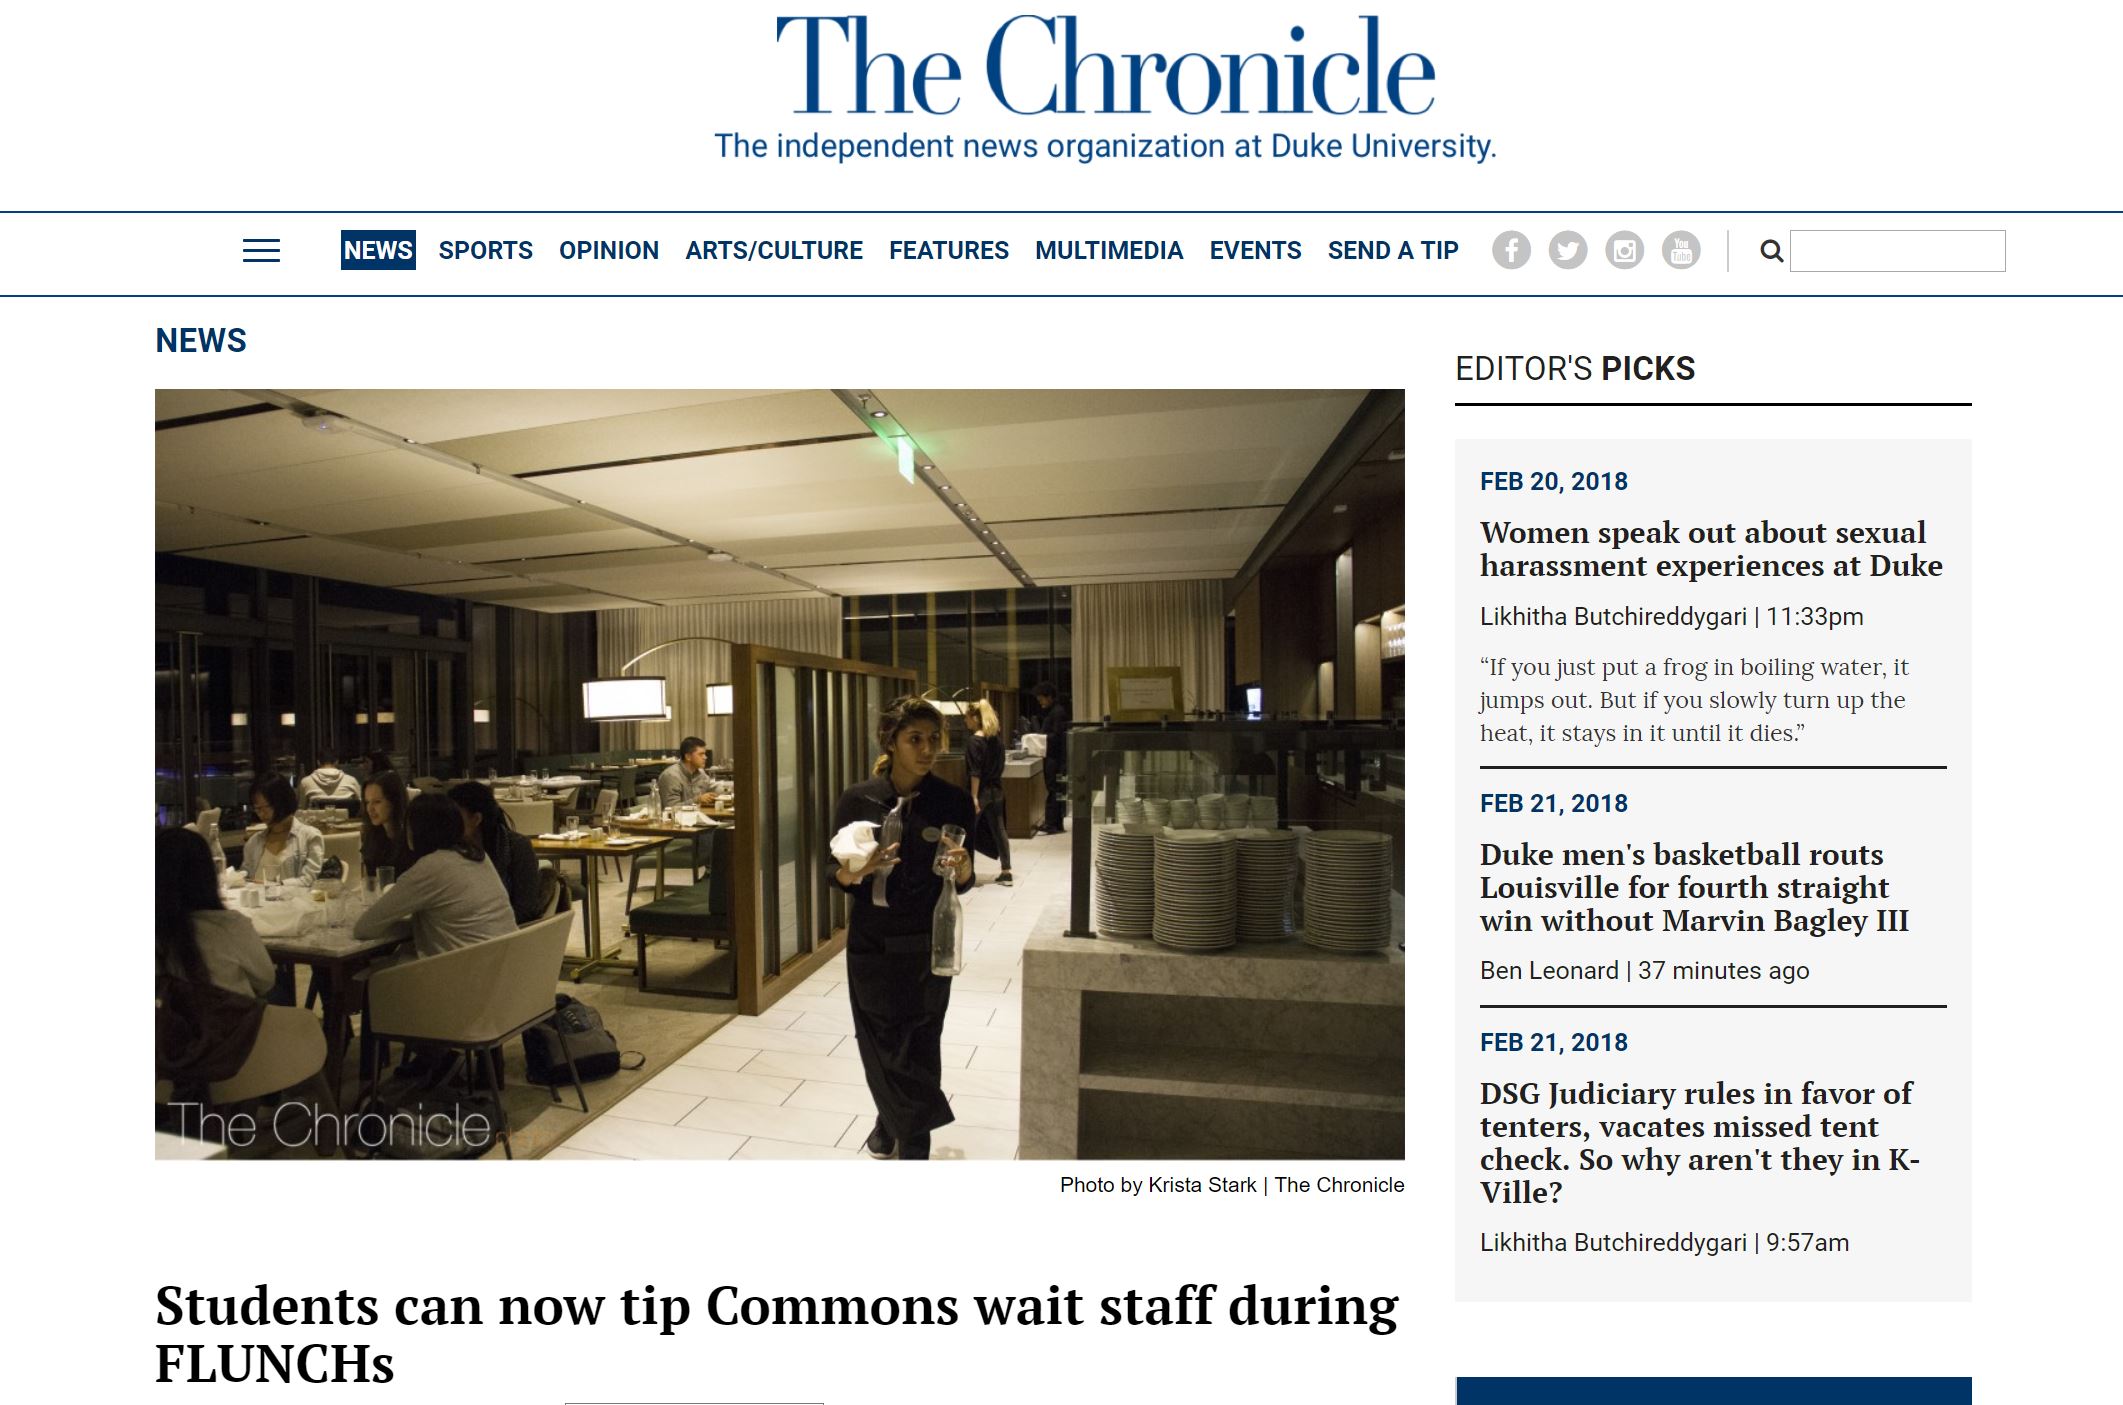 The Chronicle
The independent news organization at Duke University.
NEWS SPORTS OPINION ARTS/CULTURE FEATURES MULTIMEDIA EVENTS SEND A TIP
You
Tube
NEWS
The Chronicle
Photo by Krista Stark | The Chronicle
Students can now tip Commons wait staff during
FLUNCHs
EDITOR'S PICKS
FEB 20, 2018
Women speak out about sexual
harassment experiences at Duke
Likhitha Butchireddygari | 11:33pm
“If you just put a frog in boiling water, it
jumps out. But if you slowly turn up the
heat, it stays in it until it dies.”
FEB 21, 2018
Duke men's basketball routs
Louisville for fourth straight
win without Marvin Bagley III
Ben Leonard | 37 minutes ago
FEB 21, 2018
DSG Judiciary rules in favor of
tenters, vacates missed tent
check. So why aren't they in K-
Ville?
Likhitha Butchireddygari | 9:57am